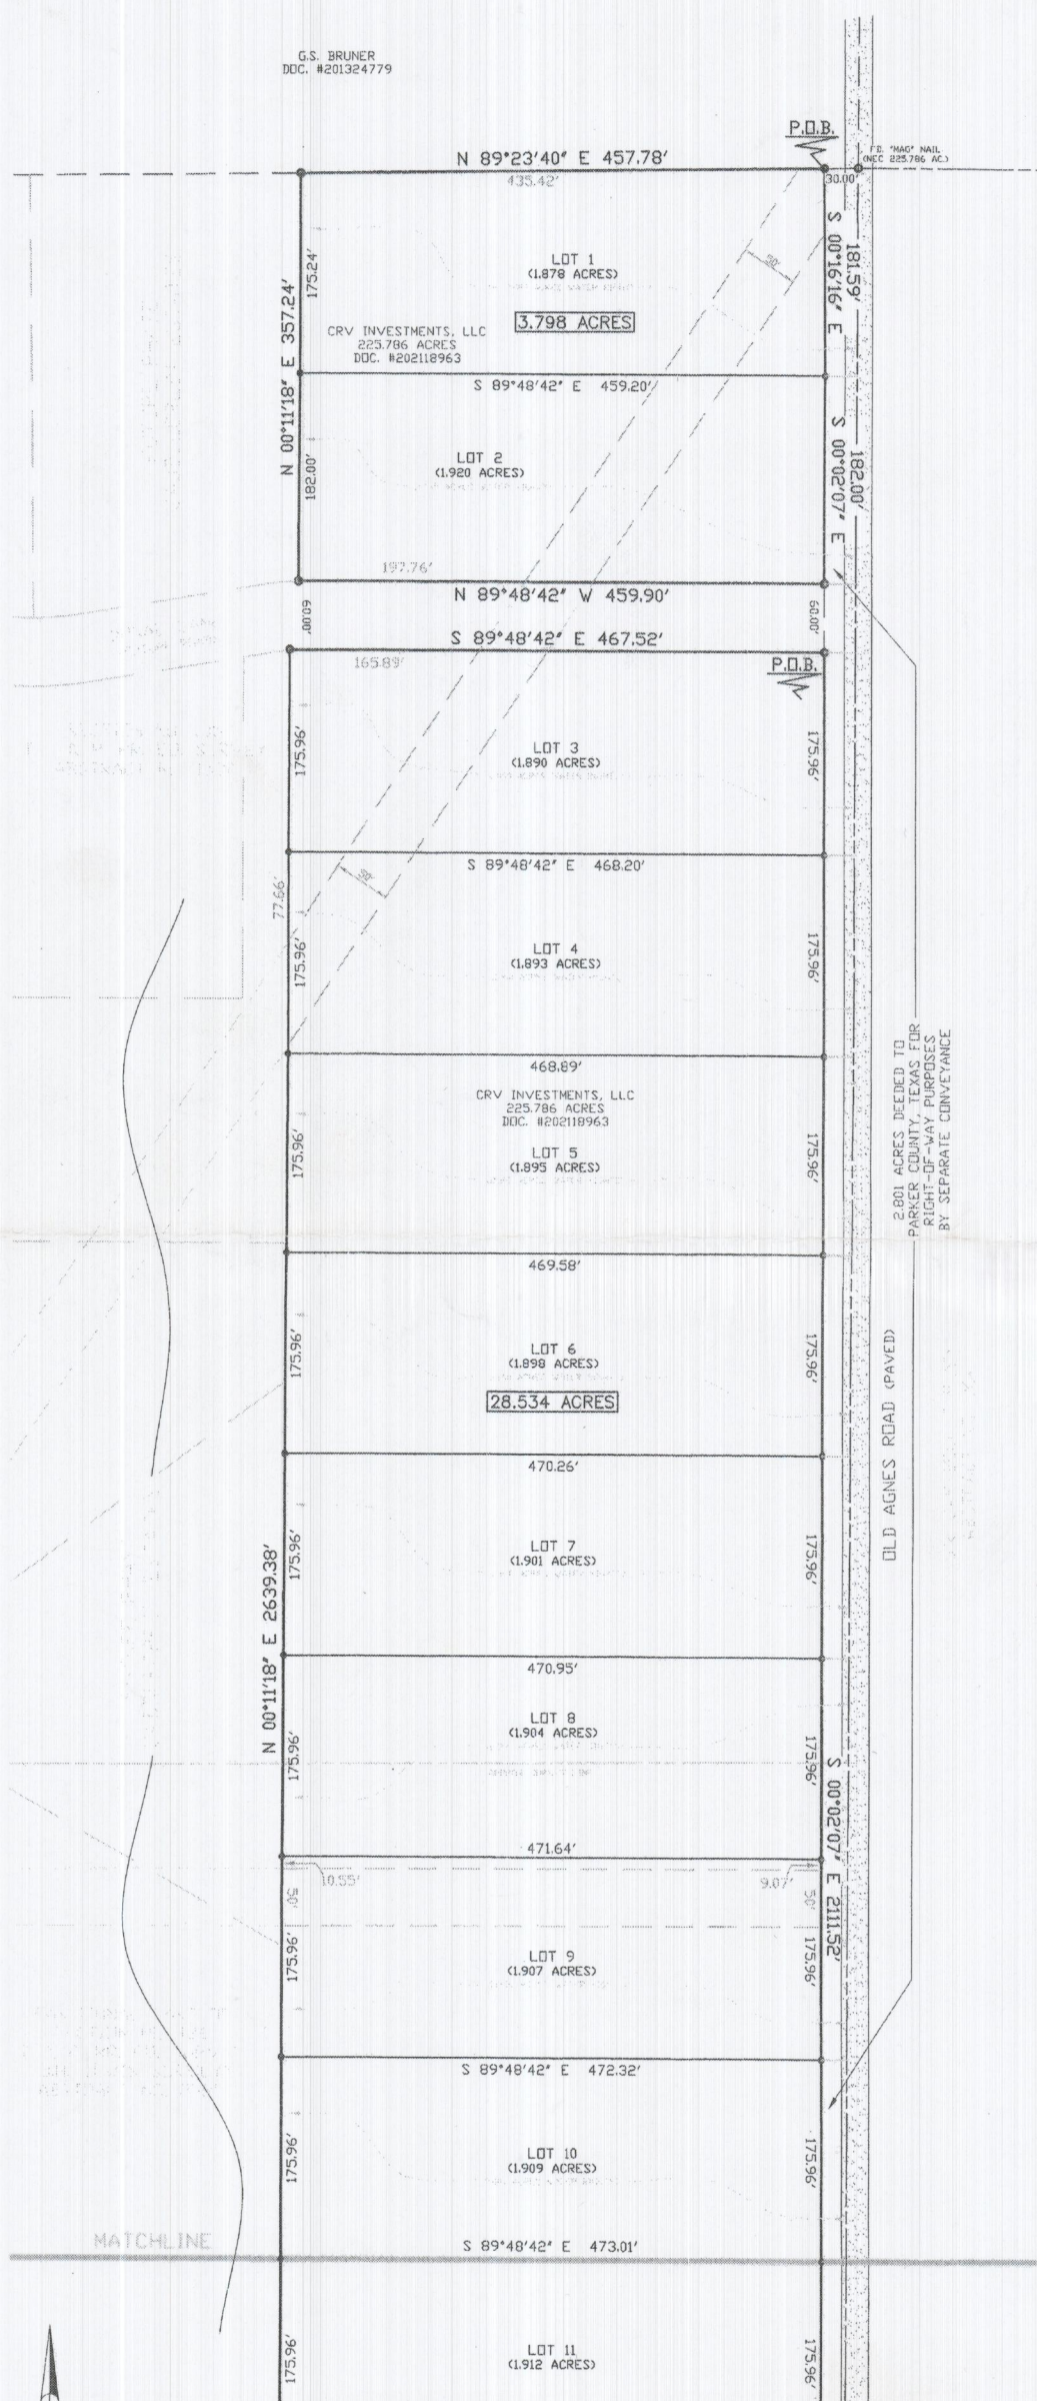 G.S. BRUNER
DOC. #201324779
P.O.B.
FD. "MAG" NAIL
(NEC 225.786 AC.)
N 89°23'40" E 457.78'
435.42'
30.00'
S 00°16'16" E
181.59'
175.24'
N 00°11'18" E 357.24'
50'
LOT 1
(1.878 ACRES)
3.798 ACRES
CRV INVESTMENTS, LLC
225.786 ACRES
DOC. #202118963
S 89°48'42" E 459.20'
182.00'
S 00°02'07" E
182.00'
LOT 2
(1.920 ACRES)
197.76'
N 89°48'42" W 459.90'
60.00'
60.00'
S 89°48'42" E 467.52'
165.89'
P.O.B.
175.96'
LOT 3
(1.890 ACRES)
175.96'
S 89°48'42" E 468.20'
50'
77.66'
175.96'
LOT 4
(1.893 ACRES)
175.96'
468.89'
CRV INVESTMENTS, LLC
225.786 ACRES
DOC. #202118963
2.801 ACRES DEEDED TO
PARKER COUNTY, TEXAS FOR
RIGHT-OF-WAY PURPOSES
BY SEPARATE CONVEYANCE
175.96'
LOT 5
(1.895 ACRES)
175.96'
469.58'
175.96'
LOT 6
(1.898 ACRES)
175.96'
28.534 ACRES
OLD AGNES ROAD (PAVED)
470.26'
175.96'
LOT 7
(1.901 ACRES)
175.96'
N 00°11'18" E 2639.38'
470.95'
175.96'
LOT 8
(1.904 ACRES)
175.96'
S 00°02'07" E 2111.52'
471.64'
10.55'
9.07'
50'
50'
175.96'
LOT 9
(1.907 ACRES)
175.96'
S 89°48'42" E 472.32'
175.96'
LOT 10
(1.909 ACRES)
175.96'
MATCHLINE
S 89°48'42" E 473.01'
175.96'
LOT 11
(1.912 ACRES)
175.96'